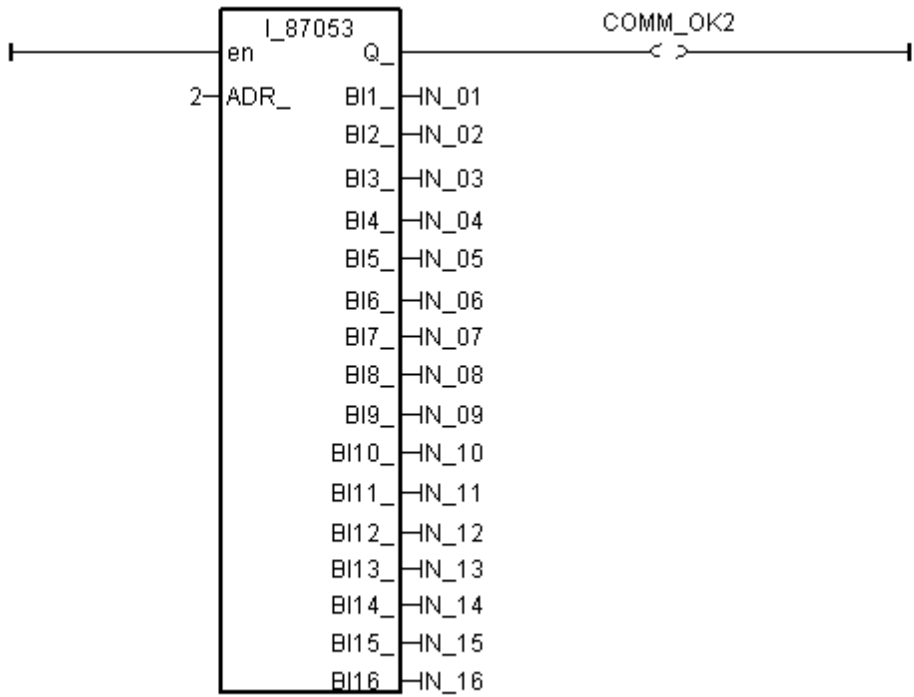 I_87053 COMM_OK2
en Q_
2 ADR_ BI1_ IN_01
BI2_ IN_02
BI3_ IN_03
BI4_ IN_04
BI5_ IN_05
BI6_ IN_06
BI7_ IN_07
BI8_ IN_08
BI9_ IN_09
BI10_ IN_10
BI11_ IN_11
BI12_ IN_12
BI13_ IN_13
BI14_ IN_14
BI15_ IN_15
BI16_ IN_16